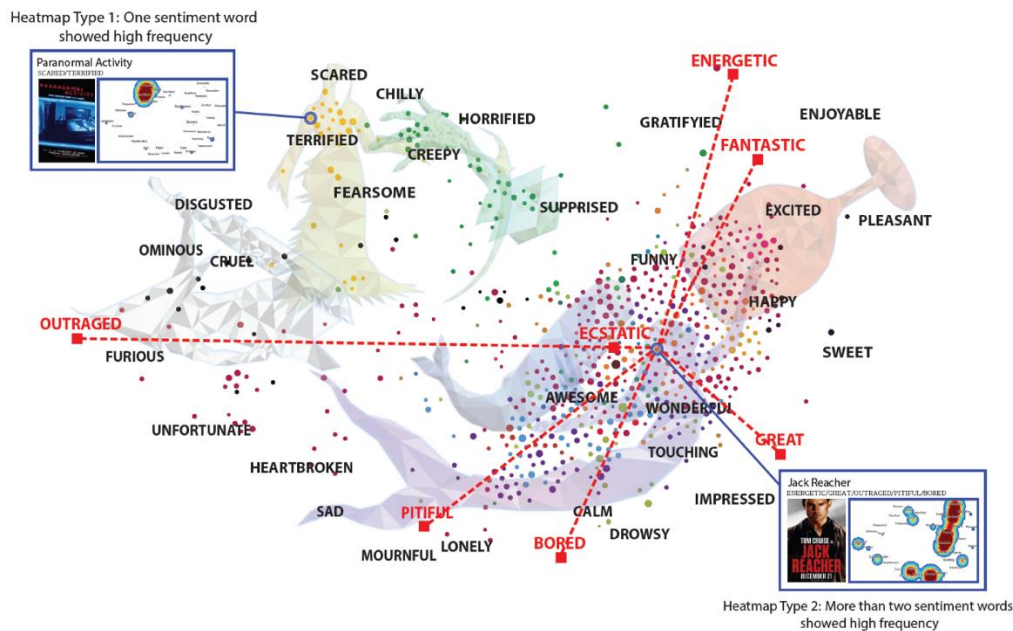 Heatmap Type 1: One sentiment word
showed high frequency
Paranormal Activity
SCARED/TERRIFIED
PARANORMAL
ACTIVITY
SCARED
CHILLY
TERRIFIED
CREEPY
HORRIFIED
FEARSOME
SUPPRISED
ENERGETIC
GRATIFYIED
ENJOYABLE
FANTASTIC
EXCITED
PLEASANT
DISGUSTED
OMINOUS
CRUEL
FUNNY
HAPPY
OUTRAGED
FURIOUS
ECSTATIC
SWEET
AWESOME
WONDERFUL
UNFORTUNATE
GREAT
TOUCHING
HEARTBROKEN
IMPRESSED
SAD
PITIFUL
CALM
DROWSY
MOURNFUL
LONELY
BORED
Jack Reacher
ENERGETIC/GREAT/OUTRAGED/PITIFUL/BORED
TOM CRUISE
JACK
REACHER
DECEMBER 21
Heatmap Type 2: More than two sentiment words
showed high frequency